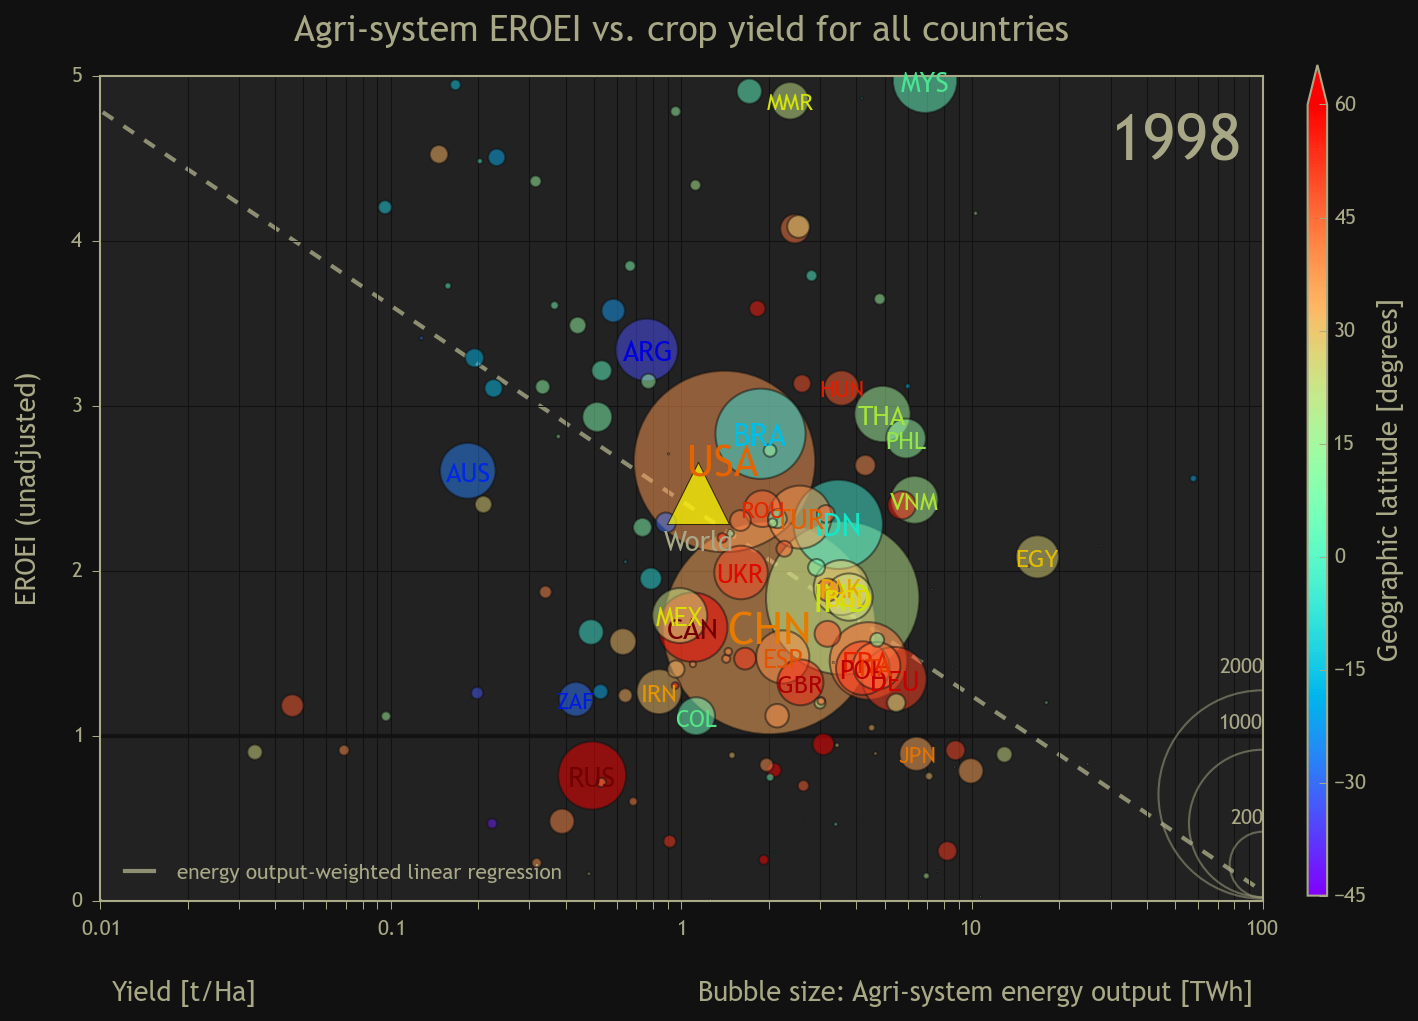 Agri-system EROEI vs. crop yield for all countries
1998
EROEI (unadjusted)
5
4
3
2
1
0
MYS
MMR
ARG
HUN
THA
BRA
PHL
USA
AUS
VNM
ROU
TUR
IDN
World
EGY
UKR
PAK
IND
MEX
CAN
CHN
ESP
FRA
POL
DEU
GBR
IRN
ZAF
COL
JPN
RUS
2000
1000
200
energy output-weighted linear regression
0.01
0.1
1
10
100
Yield [t/Ha]
Bubble size: Agri-system energy output [TWh]
60
45
30
15
0
−15
−30
−45
Geographic latitude [degrees]